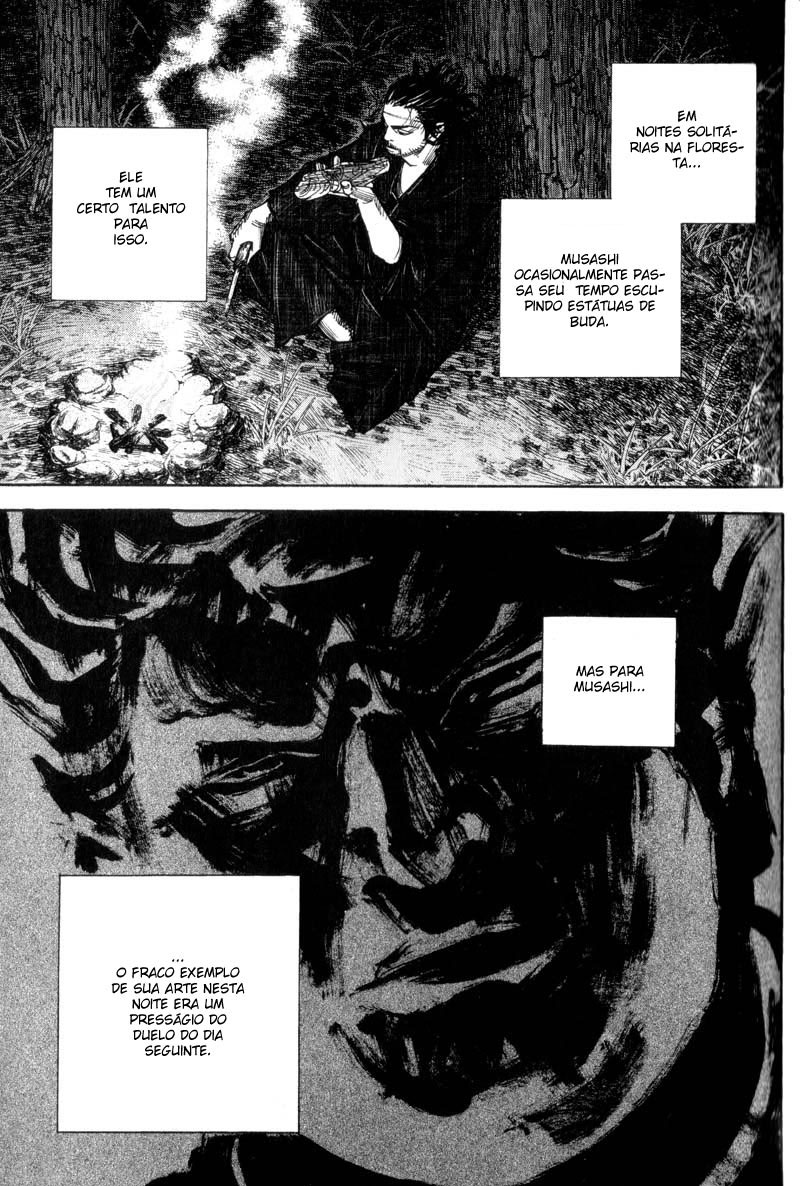 EM
NOITES SOLITÁ-
RIAS NA FLORES-
TA...
MUSASHI
OCASIONALMENTE PAS-
SA SEU TEMPO ESCU-
PINDO ESTÁTUAS DE
BUDA.
ELE
TEM UM
CERTO TALENTO
PARA
ISSO.
MAS PARA
MUSASHI...
...
O FRACO EXEMPLO
DE SUA ARTE NESTA
NOITE ERA UM
PRESSÁGIO DO
DUELO DO DIA
SEGUINTE.